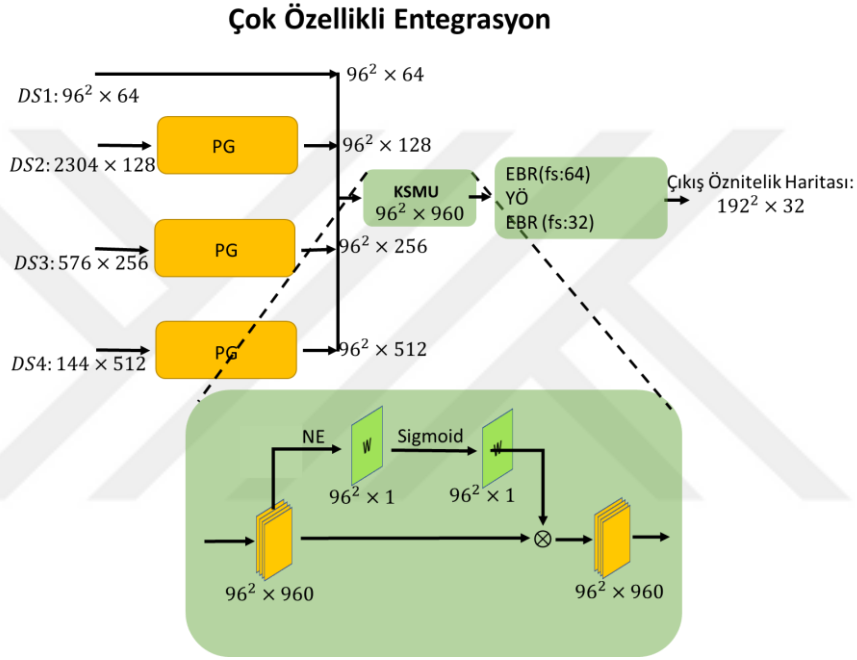 Çok Özellikli Entegrasyon
DS1: 96² × 64
96² × 64
DS2: 2304 × 128
PG
96² × 128
KSMU
96² × 960
EBR(fs:64)
YÖ
EBR (fs:32)
Çıkış Öznitelik Haritası:
192² × 32
DS3: 576 × 256
PG
96² × 256
DS4: 144 × 512
PG
96² × 512
NE
W
Sigmoid
W
96² × 1
96² × 1
⊗
96² × 960
96² × 960